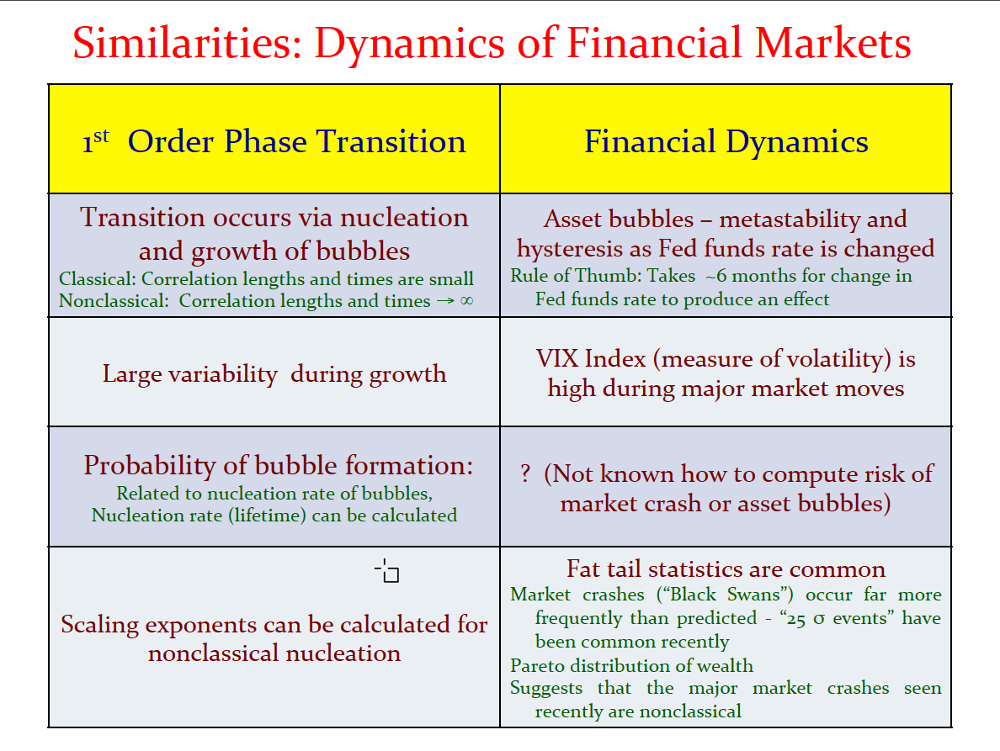 Similarities: Dynamics of Financial Markets
1st Order Phase Transition
Financial Dynamics
Transition occurs via nucleation
and growth of bubbles
Classical: Correlation lengths and times are small
Nonclassical: Correlation lengths and times → ∞
Asset bubbles – metastability and
hysteresis as Fed funds rate is changed
Rule of Thumb: Takes ~6 months for change in
Fed funds rate to produce an effect
Large variability during growth
VIX Index (measure of volatility) is
high during major market moves
Probability of bubble formation:
Related to nucleation rate of bubbles,
Nucleation rate (lifetime) can be calculated
? (Not known how to compute risk of
market crash or asset bubbles)
Scaling exponents can be calculated for
nonclassical nucleation
Fat tail statistics are common
Market crashes (“Black Swans”) occur far more
frequently than predicted - “25 σ events” have
been common recently
Pareto distribution of wealth
Suggests that the major market crashes seen
recently are nonclassical